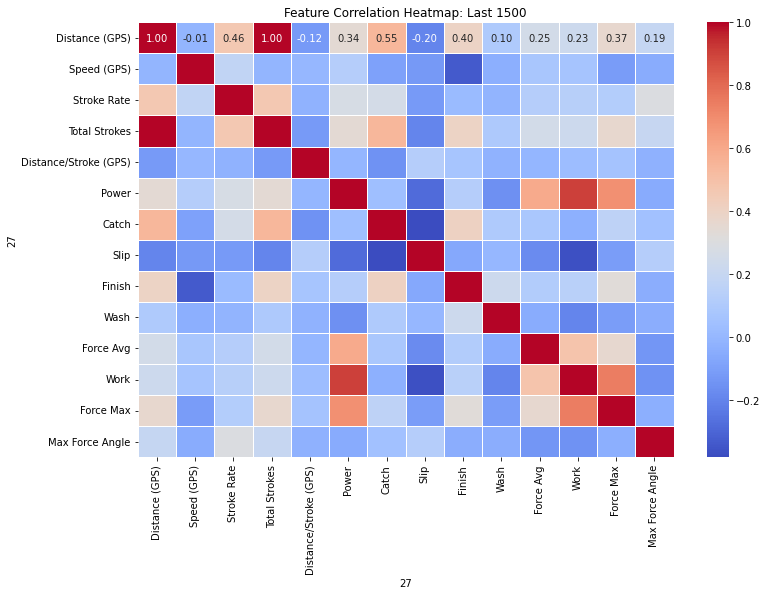 Feature Correlation Heatmap: Last 1500
Distance (GPS) 1.00 -0.01 0.46 1.00 -0.12 0.34 0.55 -0.20 0.40 0.10 0.25 0.23 0.37 0.19
Speed (GPS)
Stroke Rate
Total Strokes
Distance/Stroke (GPS)
Power
Catch
Slip
Finish
Wash
Force Avg
Work
Force Max
Max Force Angle
27
Distance (GPS)
Speed (GPS)
Stroke Rate
Total Strokes
Distance/Stroke (GPS)
Power
Catch
Slip
Finish
Wash
Force Avg
Work
Force Max
Max Force Angle
27
1.0
0.8
0.6
0.4
0.2
0.0
−0.2